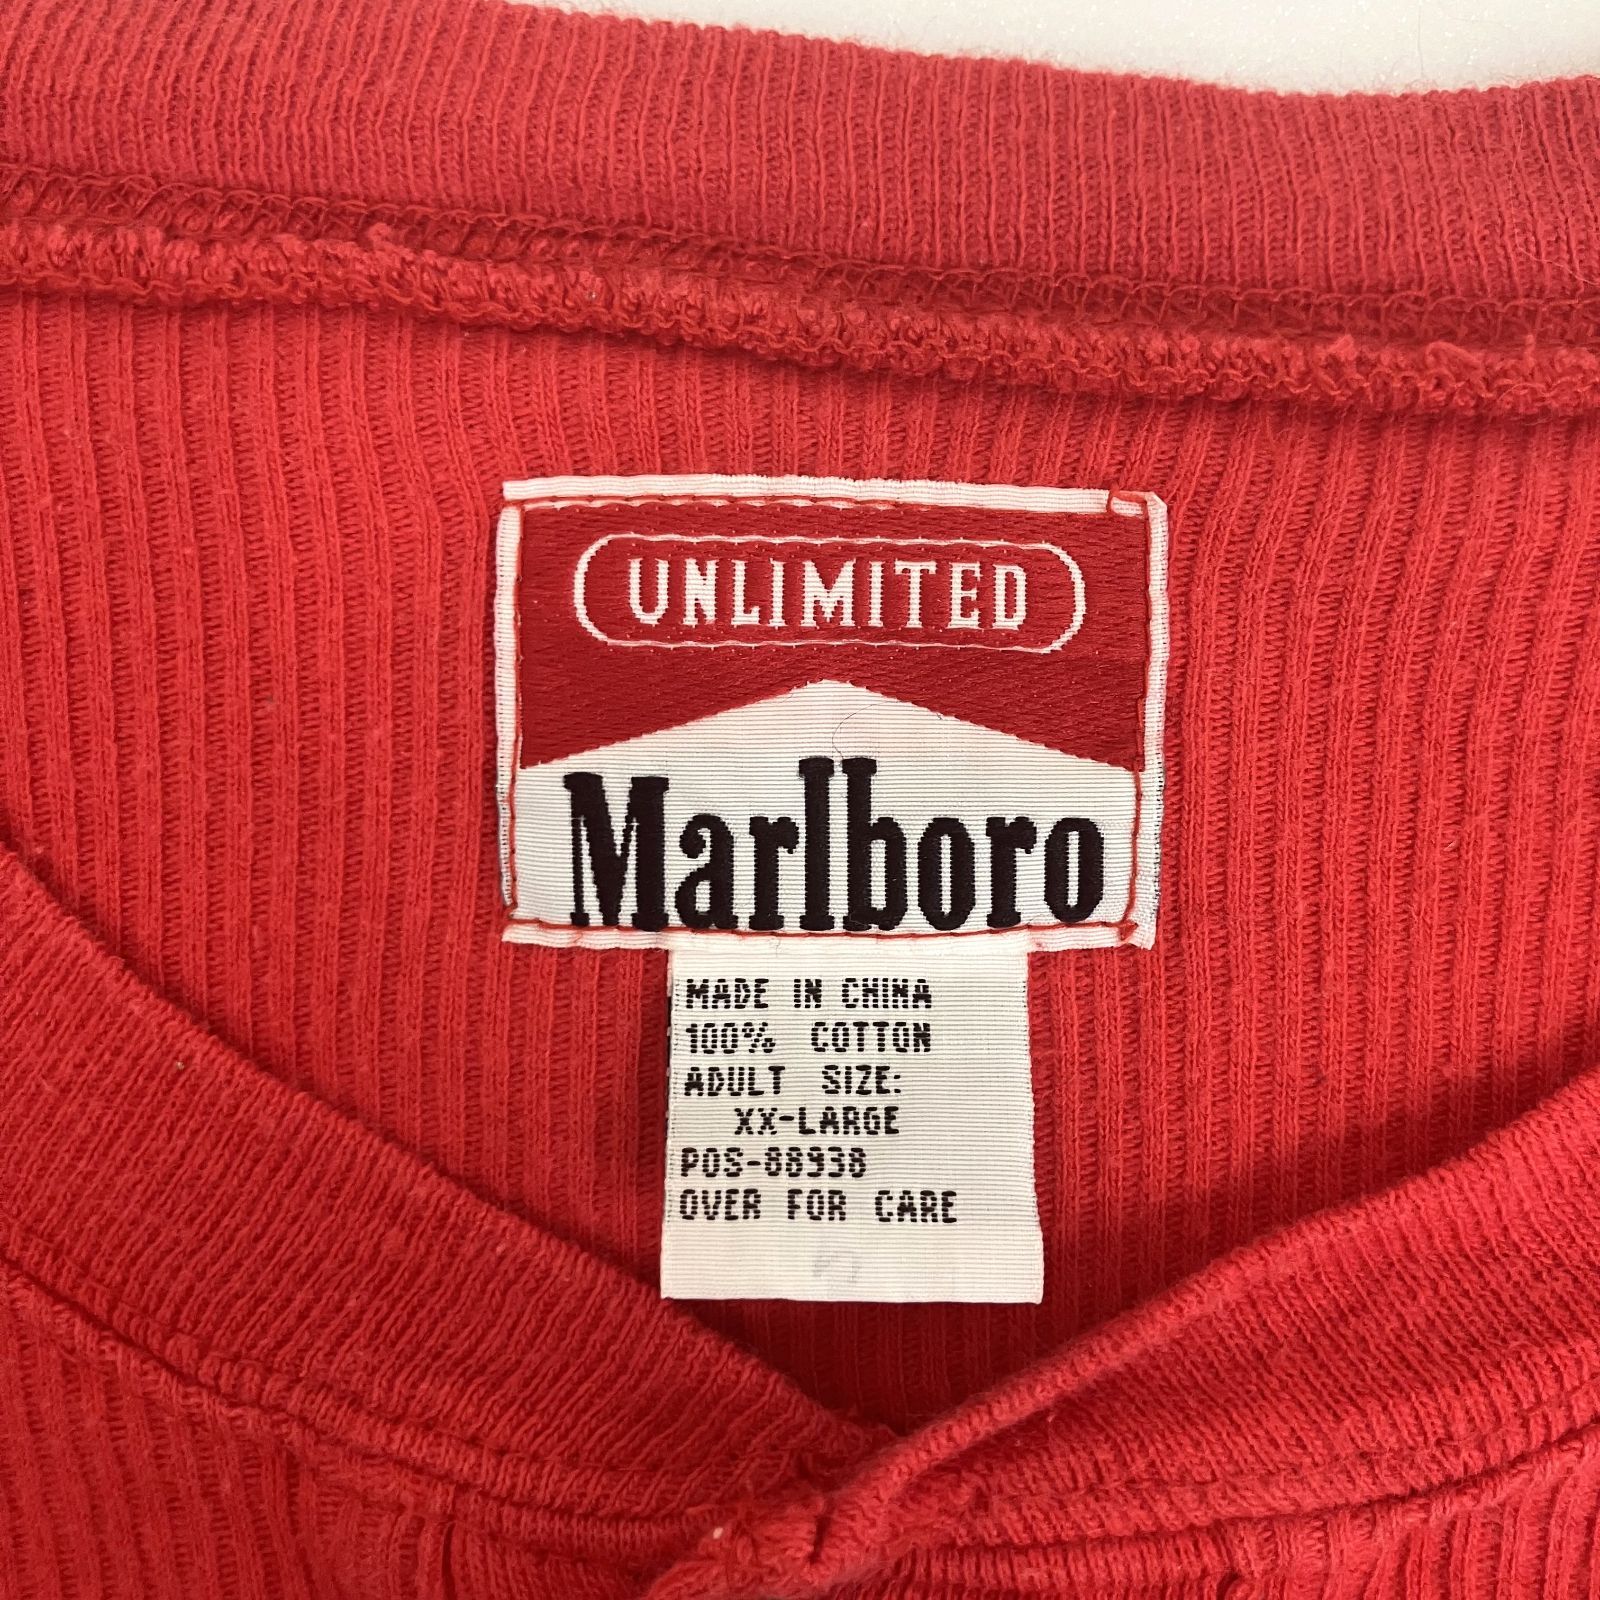 UNLIMITED
Marlboro
MADE IN CHINA
100% COTTON
ADULT SIZE:
XX-LARGE
POS-88938
OVER FOR CARE